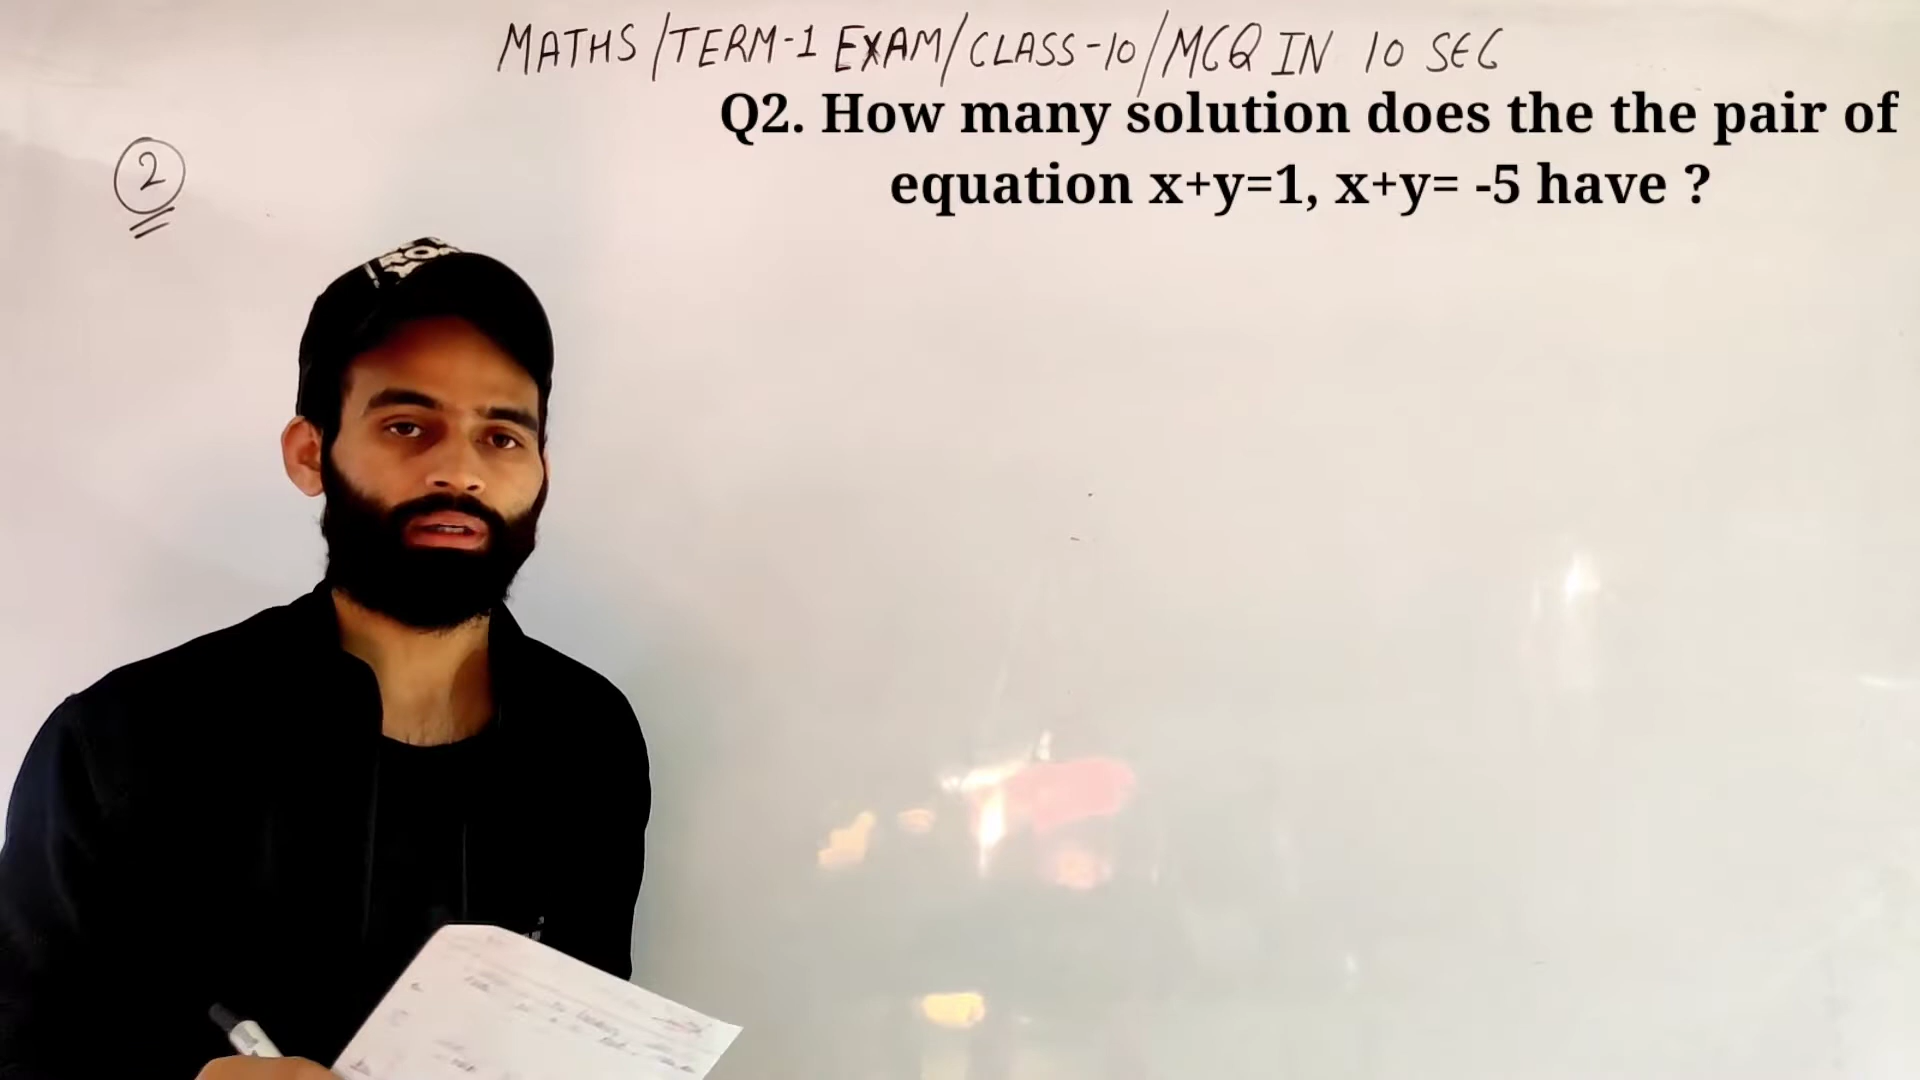 MATHS/TERM-1 EXAM/CLASS-10/MCQ IN 10 SEC
Q2. How many solution does the the pair of
equation x+y=1, x+y= -5 have ?
2